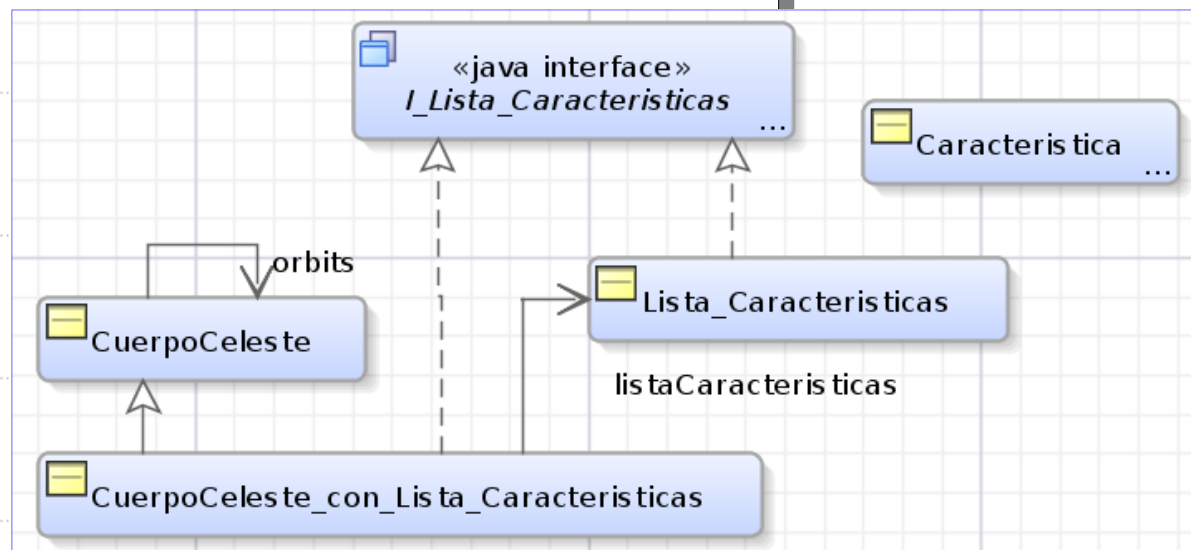 «java interface»
I_Lista_Caracteristicas
...
Caracteristica
...
orbits
Lista_Caracteristicas
CuerpoCeleste
listaCaracteristicas
CuerpoCeleste_con_Lista_Caracteristicas